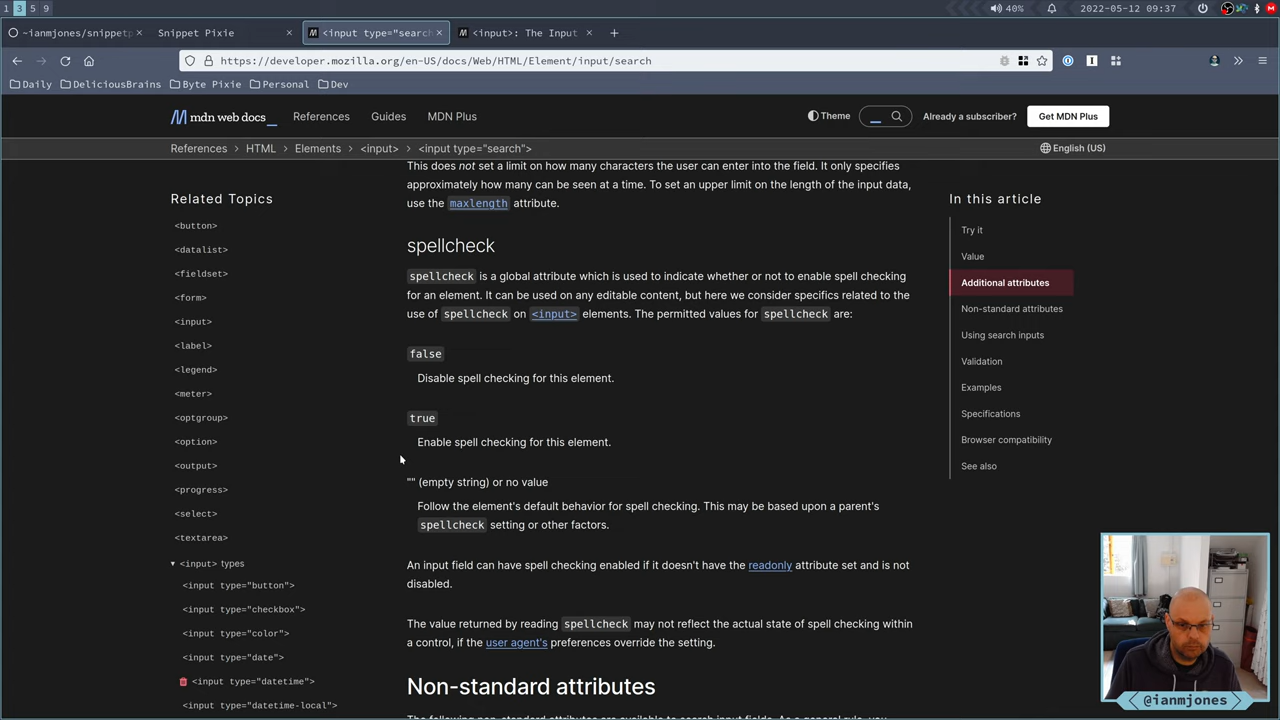 1 3 5 9
40%
2022-05-12 09:37
~ianmjones/snippetp
Snippet Pixie
<input type="search"
<input>: The Input
https://developer.mozilla.org/en-US/docs/Web/HTML/Element/input/search
Daily
DeliciousBrains
Byte Pixie
Personal
Dev
mdn web docs_
References
Guides
MDN Plus
Theme
Already a subscriber?
Get MDN Plus
References
HTML
Elements
<input>
<input type="search">
English (US)
Related Topics
<button>
<datalist>
<fieldset>
<form>
<input>
<label>
<legend>
<meter>
<optgroup>
<option>
<output>
<progress>
<select>
<textarea>
<input> types
<input type="button">
<input type="checkbox">
<input type="color">
<input type="date">
<input type="datetime">
<input type="datetime-local">
This does not set a limit on how many characters the user can enter into the field. It only specifies
approximately how many can be seen at a time. To set an upper limit on the length of the input data,
use the maxlength attribute.
spellcheck
spellcheck is a global attribute which is used to indicate whether or not to enable spell checking
for an element. It can be used on any editable content, but here we consider specifics related to the
use of spellcheck on <input> elements. The permitted values for spellcheck are:
false
Disable spell checking for this element.
true
Enable spell checking for this element.
"" (empty string) or no value
Follow the element's default behavior for spell checking. This may be based upon a parent's
spellcheck setting or other factors.
An input field can have spell checking enabled if it doesn't have the readonly attribute set and is not
disabled.
The value returned by reading spellcheck may not reflect the actual state of spell checking within
a control, if the user agent's preferences override the setting.
Non-standard attributes
In this article
Try it
Value
Additional attributes
Non-standard attributes
Using search inputs
Validation
Examples
Specifications
Browser compatibility
See also
@ianmjones